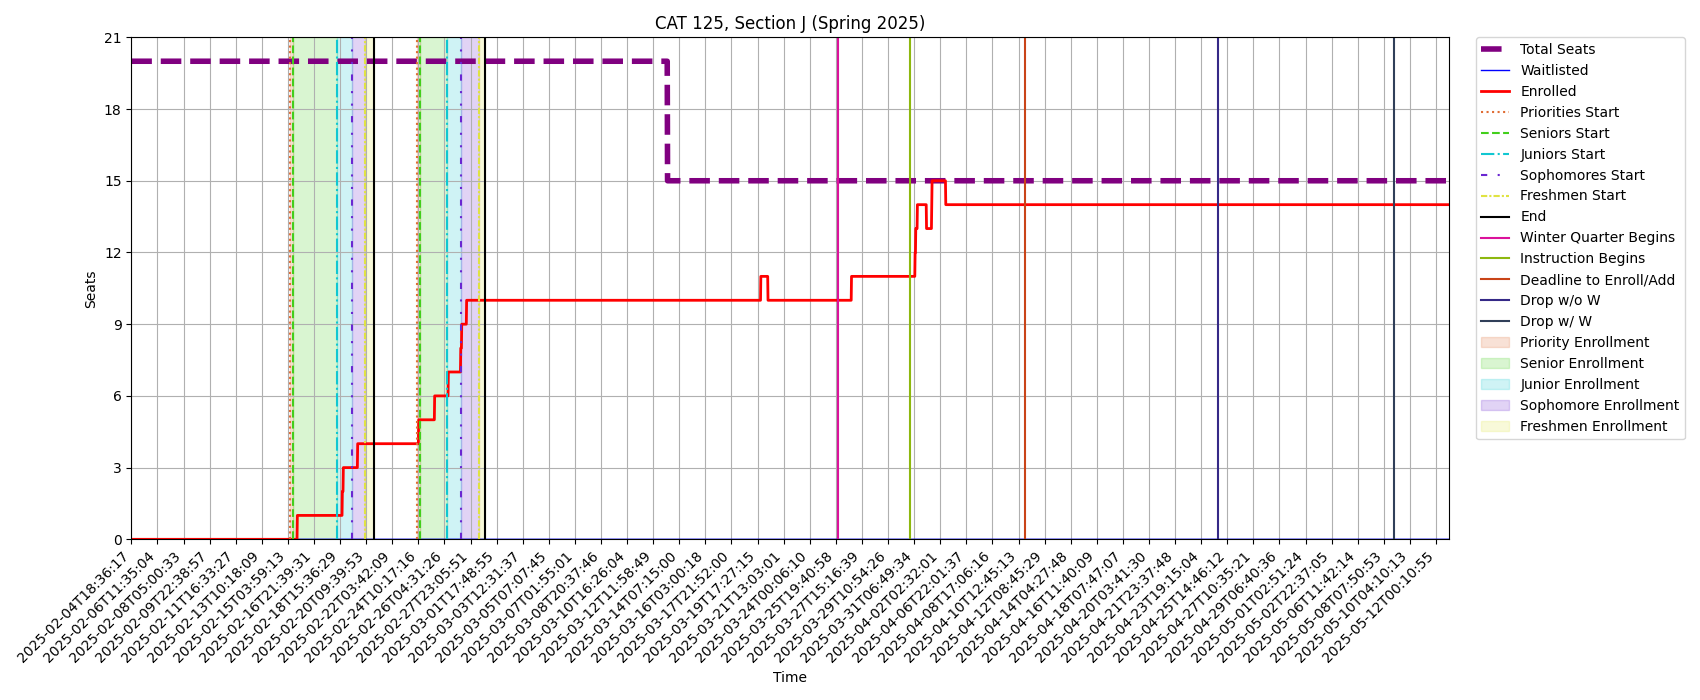 CAT 125, Section J (Spring 2025)
21
18
15
12
9
6
3
0
Seats
2025-02-04T18:36:17
2025-02-06T11:35:04
2025-02-08T05:00:33
2025-02-09T22:38:57
2025-02-11T16:33:27
2025-02-13T10:18:09
2025-02-15T03:59:13
2025-02-16T21:39:31
2025-02-18T15:36:29
2025-02-20T09:39:53
2025-02-22T03:42:09
2025-02-24T10:17:16
2025-02-26T04:31:26
2025-02-27T23:05:51
2025-03-01T17:48:55
2025-03-03T12:31:37
2025-03-05T07:07:45
2025-03-07T01:55:01
2025-03-08T20:37:46
2025-03-10T16:26:04
2025-03-12T11:58:49
2025-03-14T07:15:00
2025-03-16T03:00:18
2025-03-17T21:52:00
2025-03-19T17:27:15
2025-03-21T13:03:01
2025-03-25T00:06:10
2025-03-25T19:40:58
2025-03-27T15:16:39
2025-03-29T10:54:26
2025-03-31T06:49:34
2025-04-02T02:32:01
2025-04-06T22:01:37
2025-04-08T17:06:16
2025-04-10T12:45:13
2025-04-12T08:45:29
2025-04-14T04:27:48
2025-04-16T11:40:09
2025-04-18T07:47:07
2025-04-20T03:41:30
2025-04-21T23:37:48
2025-04-23T19:15:04
2025-04-25T14:46:12
2025-04-27T10:35:21
2025-04-29T06:40:36
2025-05-01T02:51:24
2025-05-02T22:37:05
2025-05-06T11:42:14
2025-05-08T07:50:53
2025-05-10T04:10:13
2025-05-12T00:10:55
Time
Total Seats
Waitlisted
Enrolled
Priorities Start
Seniors Start
Juniors Start
Sophomores Start
Freshmen Start
End
Winter Quarter Begins
Instruction Begins
Deadline to Enroll/Add
Drop w/o W
Drop w/ W
Priority Enrollment
Senior Enrollment
Junior Enrollment
Sophomore Enrollment
Freshmen Enrollment